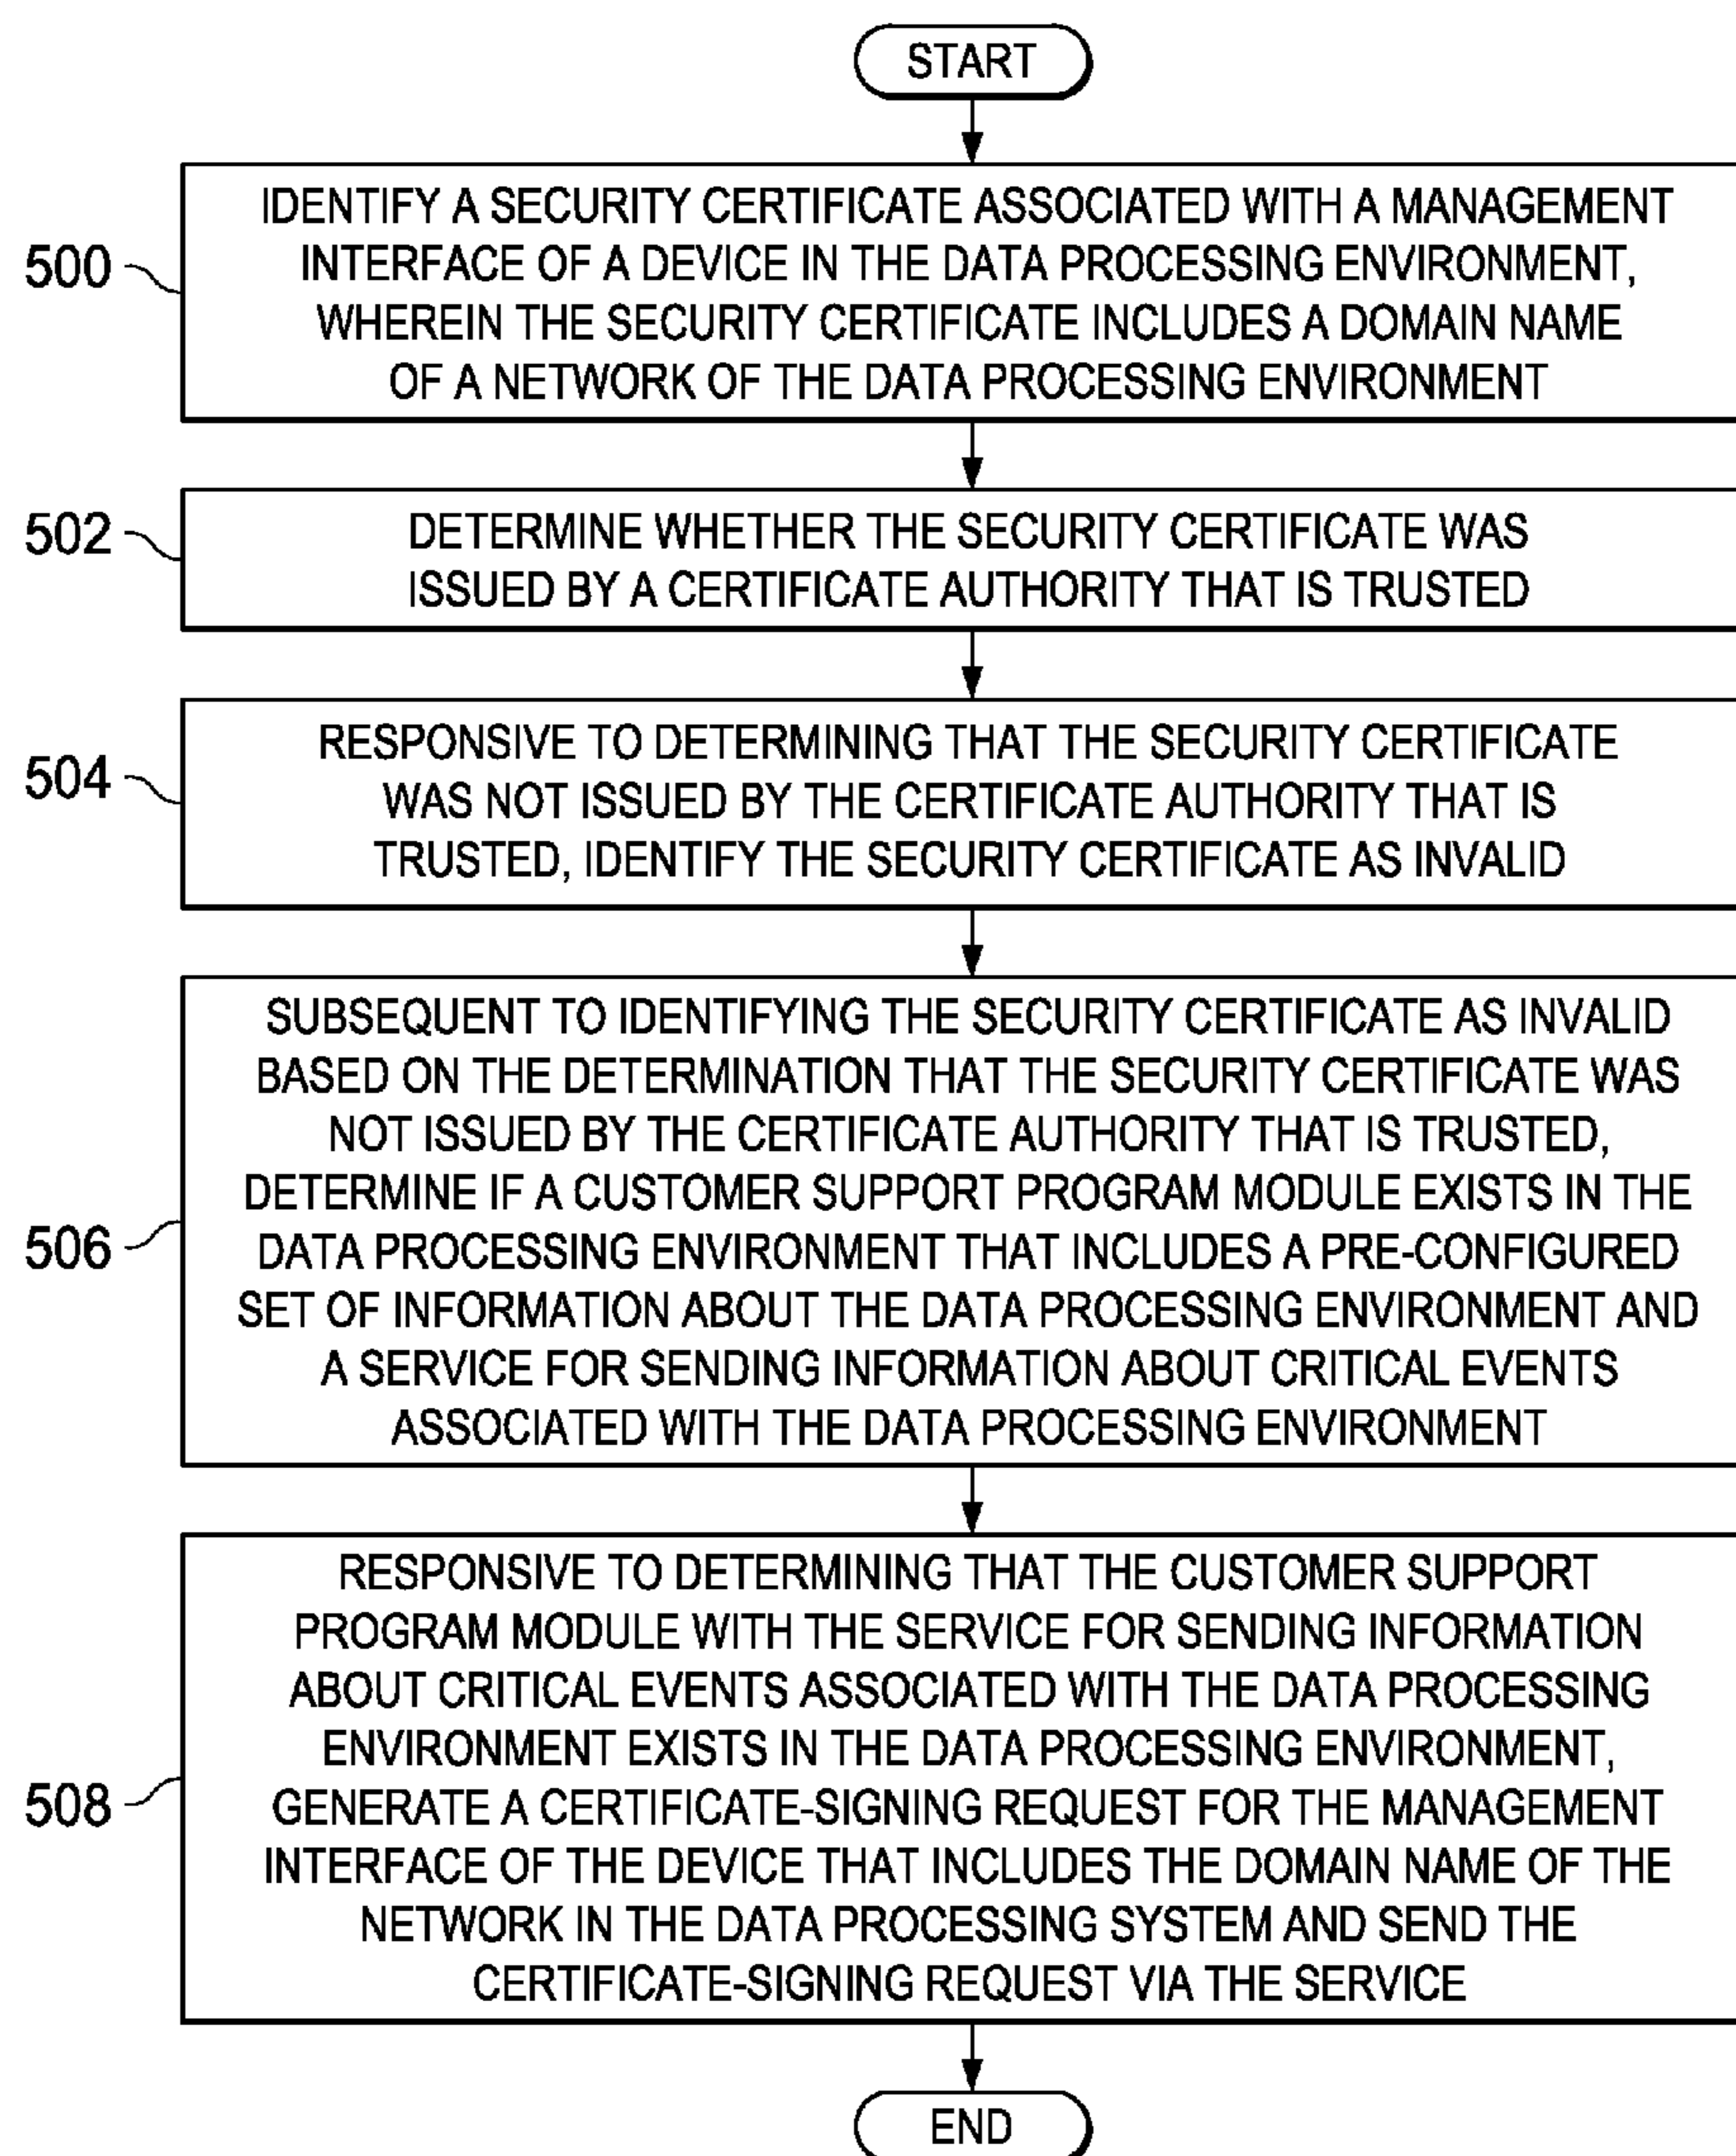 START
500
IDENTIFY A SECURITY CERTIFICATE ASSOCIATED WITH A MANAGEMENT
INTERFACE OF A DEVICE IN THE DATA PROCESSING ENVIRONMENT,
WHEREIN THE SECURITY CERTIFICATE INCLUDES A DOMAIN NAME
OF A NETWORK OF THE DATA PROCESSING ENVIRONMENT
502
DETERMINE WHETHER THE SECURITY CERTIFICATE WAS
ISSUED BY A CERTIFICATE AUTHORITY THAT IS TRUSTED
504
RESPONSIVE TO DETERMINING THAT THE SECURITY CERTIFICATE
WAS NOT ISSUED BY THE CERTIFICATE AUTHORITY THAT IS
TRUSTED, IDENTIFY THE SECURITY CERTIFICATE AS INVALID
506
SUBSEQUENT TO IDENTIFYING THE SECURITY CERTIFICATE AS INVALID
BASED ON THE DETERMINATION THAT THE SECURITY CERTIFICATE WAS
NOT ISSUED BY THE CERTIFICATE AUTHORITY THAT IS TRUSTED,
DETERMINE IF A CUSTOMER SUPPORT PROGRAM MODULE EXISTS IN THE
DATA PROCESSING ENVIRONMENT THAT INCLUDES A PRE-CONFIGURED
SET OF INFORMATION ABOUT THE DATA PROCESSING ENVIRONMENT AND
A SERVICE FOR SENDING INFORMATION ABOUT CRITICAL EVENTS
ASSOCIATED WITH THE DATA PROCESSING ENVIRONMENT
508
RESPONSIVE TO DETERMINING THAT THE CUSTOMER SUPPORT
PROGRAM MODULE WITH THE SERVICE FOR SENDING INFORMATION
ABOUT CRITICAL EVENTS ASSOCIATED WITH THE DATA PROCESSING
ENVIRONMENT EXISTS IN THE DATA PROCESSING ENVIRONMENT,
GENERATE A CERTIFICATE-SIGNING REQUEST FOR THE MANAGEMENT
INTERFACE OF THE DEVICE THAT INCLUDES THE DOMAIN NAME OF THE
NETWORK IN THE DATA PROCESSING SYSTEM AND SEND THE
CERTIFICATE-SIGNING REQUEST VIA THE SERVICE
END